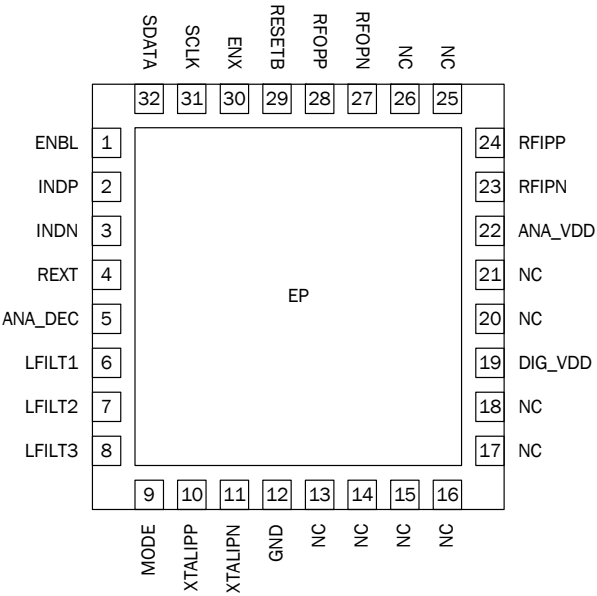 SDATA SCLK ENX RESETB RFOPP RFOPN NC NC
32 31 30 29 28 27 26 25
ENBL 1 24 RFIPP
INDP 2 23 RFIPN
INDN 3 22 ANA_VDD
REXT 4 21 NC
EP
ANA_DEC 5 20 NC
LFILT1 6 19 DIG_VDD
LFILT2 7 18 NC
LFILT3 8 17 NC
9 10 11 12 13 14 15 16
MODE XTALIPP XTALIPN GND NC NC NC NC